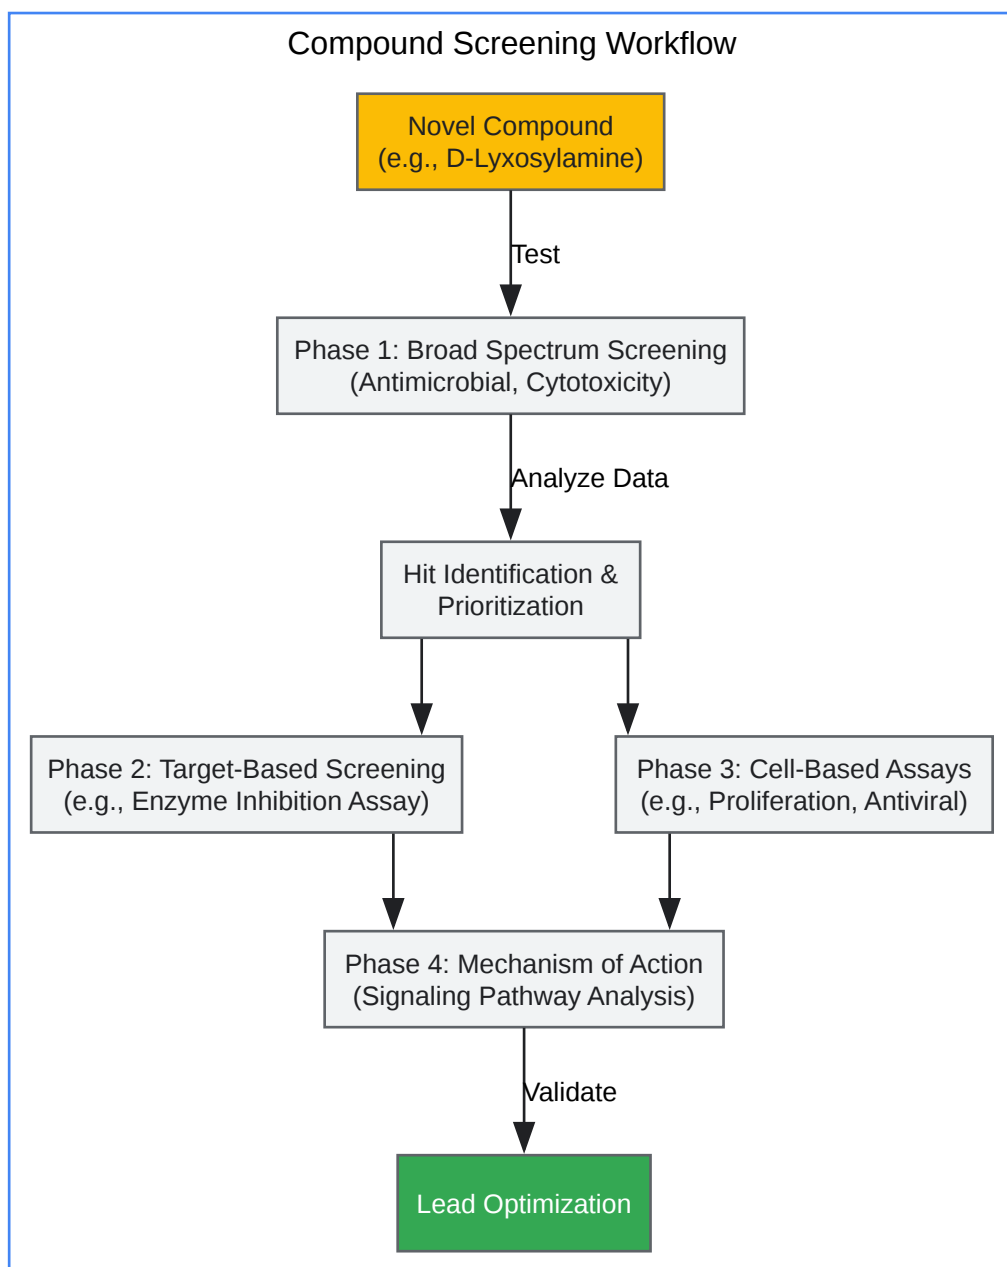 Compound Screening Workflow
Novel Compound
(e.g., D-Lyxosylamine)
Test
Phase 1: Broad Spectrum Screening
(Antimicrobial, Cytotoxicity)
Analyze Data
Hit Identification &
Prioritization
Phase 2: Target-Based Screening
(e.g., Enzyme Inhibition Assay)
Phase 3: Cell-Based Assays
(e.g., Proliferation, Antiviral)
Phase 4: Mechanism of Action
(Signaling Pathway Analysis)
Validate
Lead Optimization